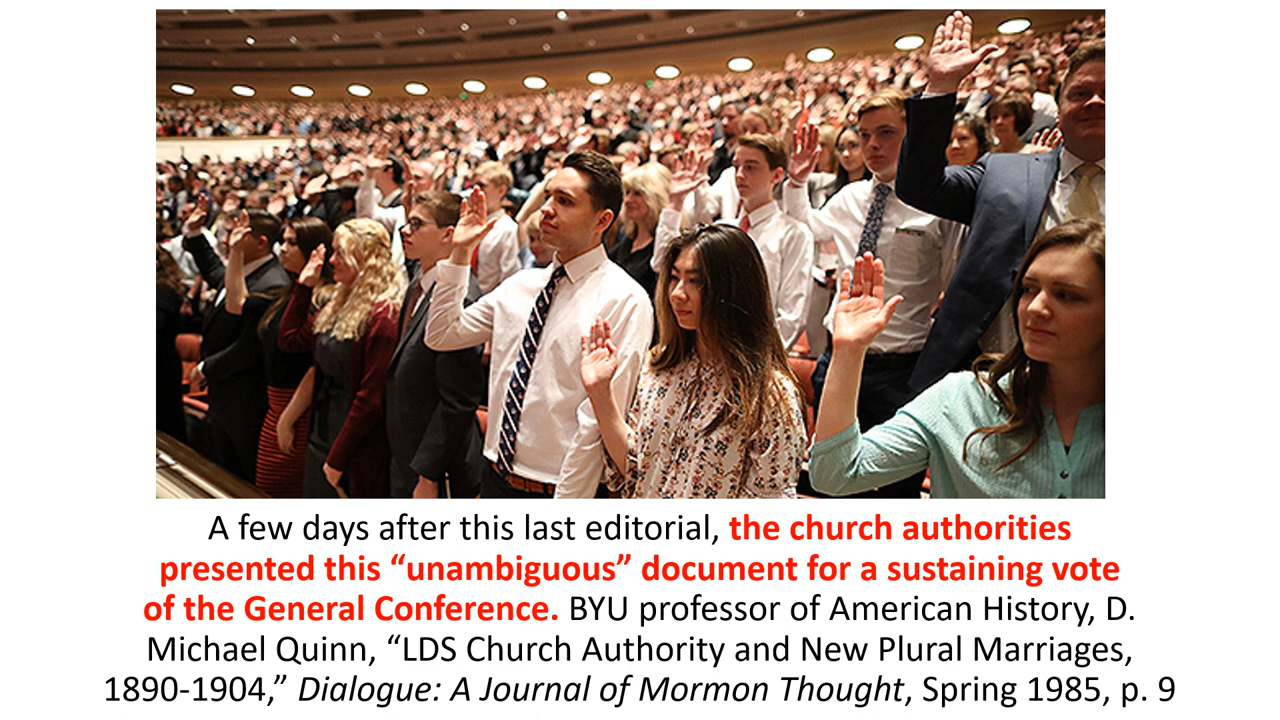 A few days after this last editorial, the church authorities
presented this “unambiguous” document for a sustaining vote
of the General Conference. BYU professor of American History, D.
Michael Quinn, “LDS Church Authority and New Plural Marriages,
1890-1904,” Dialogue: A Journal of Mormon Thought, Spring 1985, p. 9